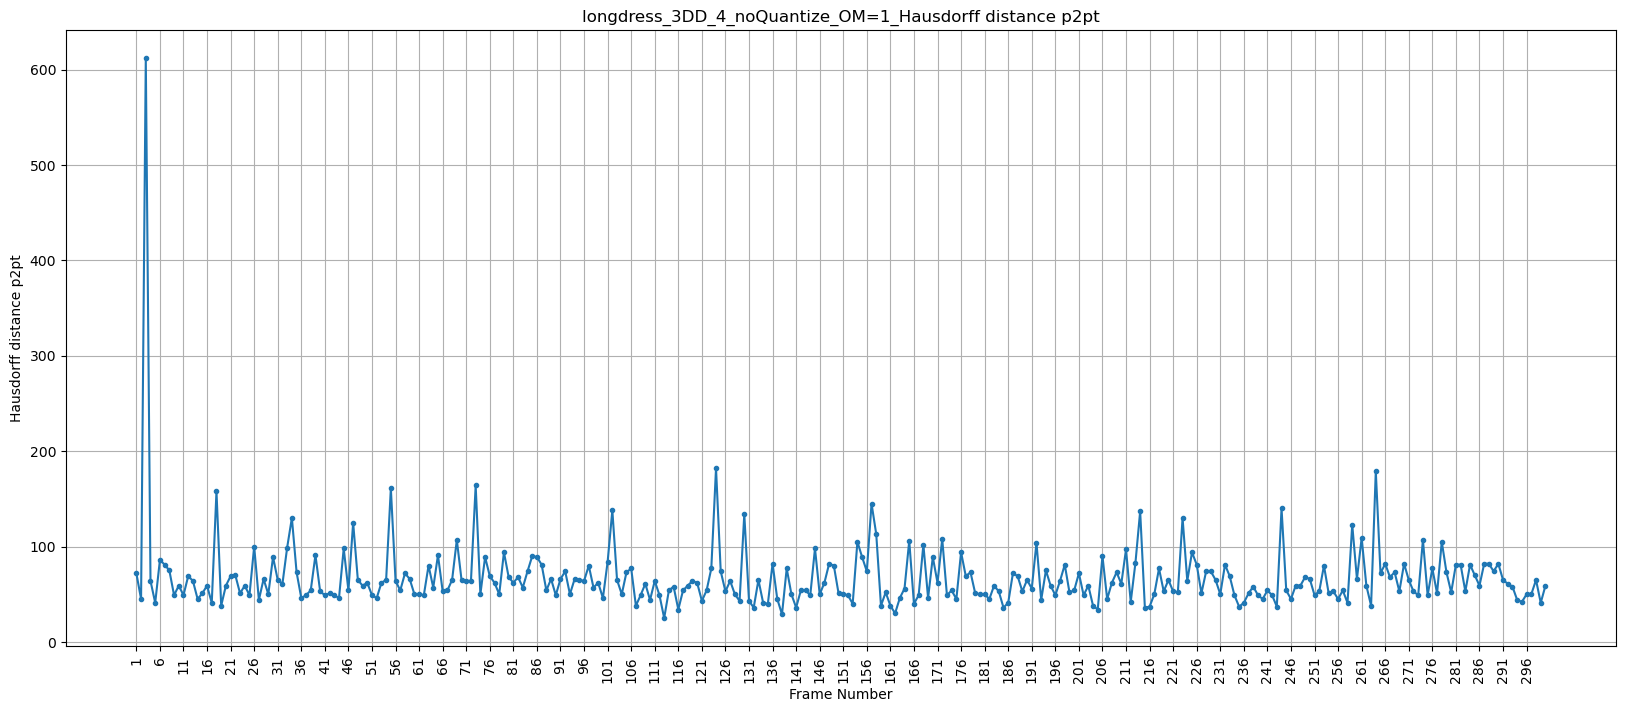 longdress_3DD_4_noQuantize_OM=1_Hausdorff distance p2pt
Hausdorff distance p2pt
600
500
400
300
200
100
0
1 6 11 16 21 26 31 36 41 46 51 56 61 66 71 76 81 86 91 96 101 106 111 116 121 126 131 136 141 146 151 156 161 166 171 176 181 186 191 196 201 206 211 216 221 226 231 236 241 246 251 256 261 266 271 276 281 286 291 296
Frame Number